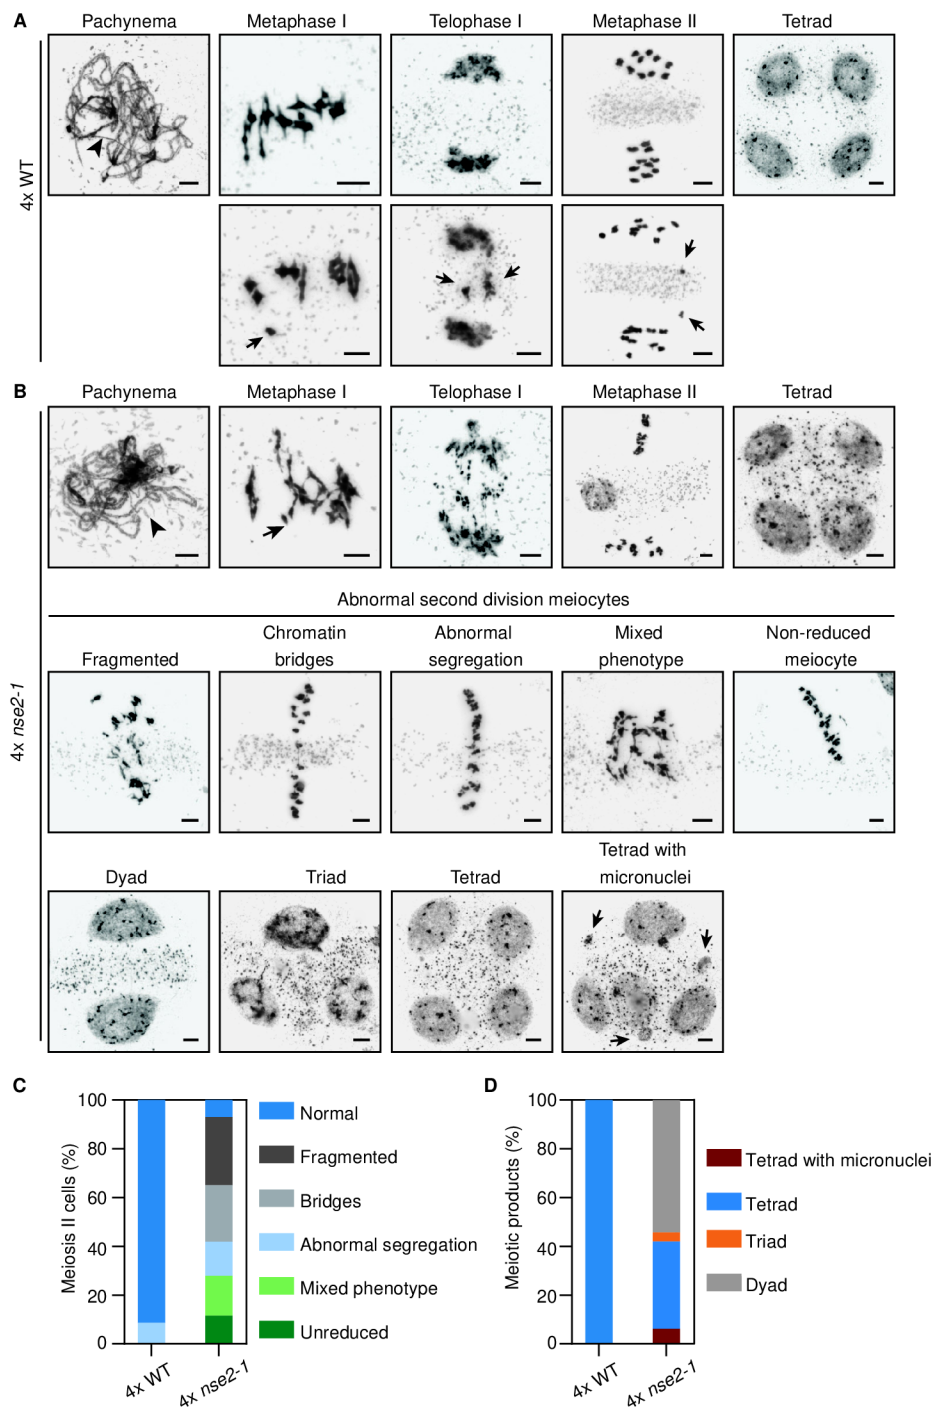 A
Pachynema
Metaphase I
Telophase I
Metaphase II
Tetrad
4x WT
B
Pachynema
Metaphase I
Telophase I
Metaphase II
Tetrad
4x nse2-1
Abnormal second division meiocytes
Fragmented
Chromatin
bridges
Abnormal
segregation
Mixed
phenotype
Non-reduced
meiocyte
Dyad
Triad
Tetrad
Tetrad with
micronuclei
C
Meiosis II cells (%)
100
80
60
40
20
0
4x WT
4x nse2-1
Normal
Fragmented
Bridges
Abnormal segregation
Mixed phenotype
Unreduced
D
Meiotic products (%)
100
80
60
40
20
0
4x WT
4x nse2-1
Tetrad with micronuclei
Tetrad
Triad
Dyad